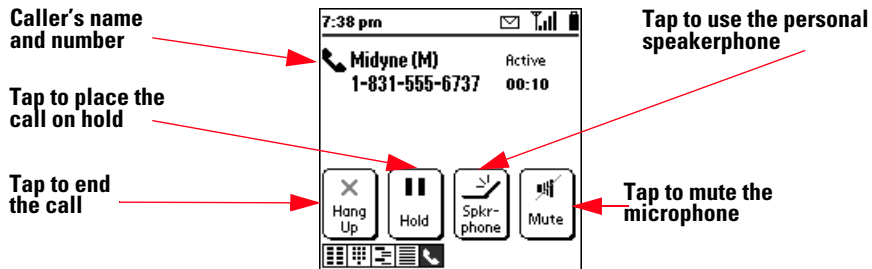 Caller's name
and number
Tap to place the
call on hold
Tap to end
the call
7:38 pm
Midyne (M)
Active
1-831-555-6737
00:10
Hang
Up
Hold
Spkr-
phone
Mute
Tap to use the personal
speakerphone
Tap to mute the
microphone